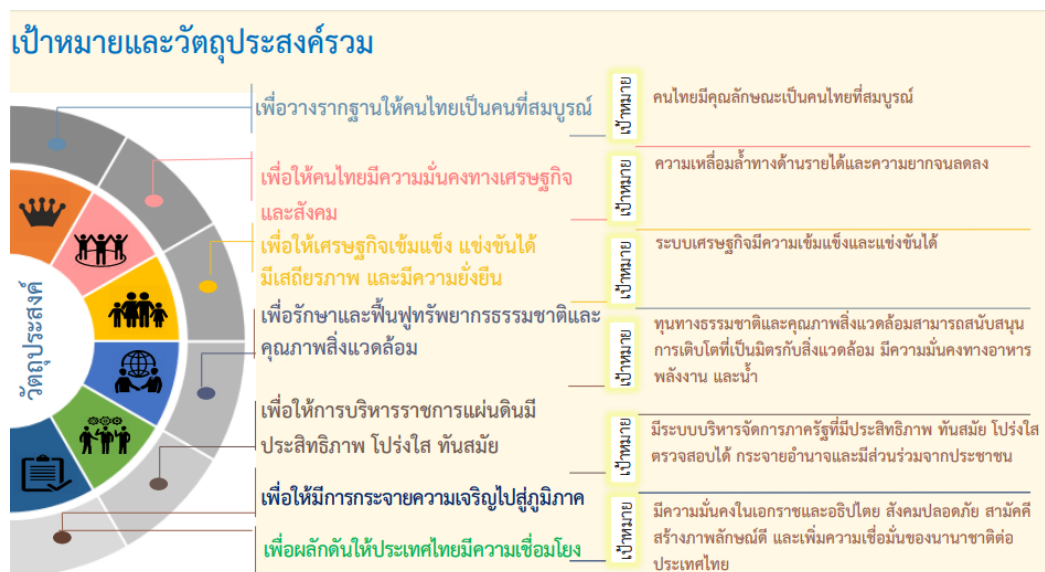 เป้าหมายและวัตถุประสงค์รวม
วัตถุประสงค์
เพื่อวางรากฐานให้คนไทยเป็นคนที่สมบูรณ์
เป้าหมาย
คนไทยมีคุณลักษณะเป็นคนไทยที่สมบูรณ์
เพื่อให้คนไทยมีความมั่นคงทางเศรษฐกิจ
และสังคม
เป้าหมาย
ความเหลื่อมล้ำทางด้านรายได้และความยากจนลดลง
เพื่อให้เศรษฐกิจเข้มแข็ง แข่งขันได้
มีเสถียรภาพ และมีความยั่งยืน
เป้าหมาย
ระบบเศรษฐกิจมีความเข้มแข็งและแข่งขันได้
เพื่อรักษาและฟื้นฟูทรัพยากรธรรมชาติและ
คุณภาพสิ่งแวดล้อม
เป้าหมาย
ทุนทางธรรมชาติและคุณภาพสิ่งแวดล้อมสามารถสนับสนุน
การเติบโตที่เป็นมิตรกับสิ่งแวดล้อม มีความมั่นคงทางอาหาร
พลังงาน และน้ำ
เพื่อให้การบริหารราชการแผ่นดินมี
ประสิทธิภาพ โปร่งใส ทันสมัย
เป้าหมาย
มีระบบบริหารจัดการภาครัฐที่มีประสิทธิภาพ ทันสมัย โปร่งใส
ตรวจสอบได้ กระจายอำนาจและมีส่วนร่วมจากประชาชน
เพื่อให้มีการกระจายความเจริญไปสู่ภูมิภาค
เพื่อผลักดันให้ประเทศไทยมีความเชื่อมโยง
เป้าหมาย
มีความมั่นคงในเอกราชและอธิปไตย สังคมปลอดภัย สามัคคี
สร้างภาพลักษณ์ดี และเพิ่มความเชื่อมั่นของนานาชาติต่อ
ประเทศไทย